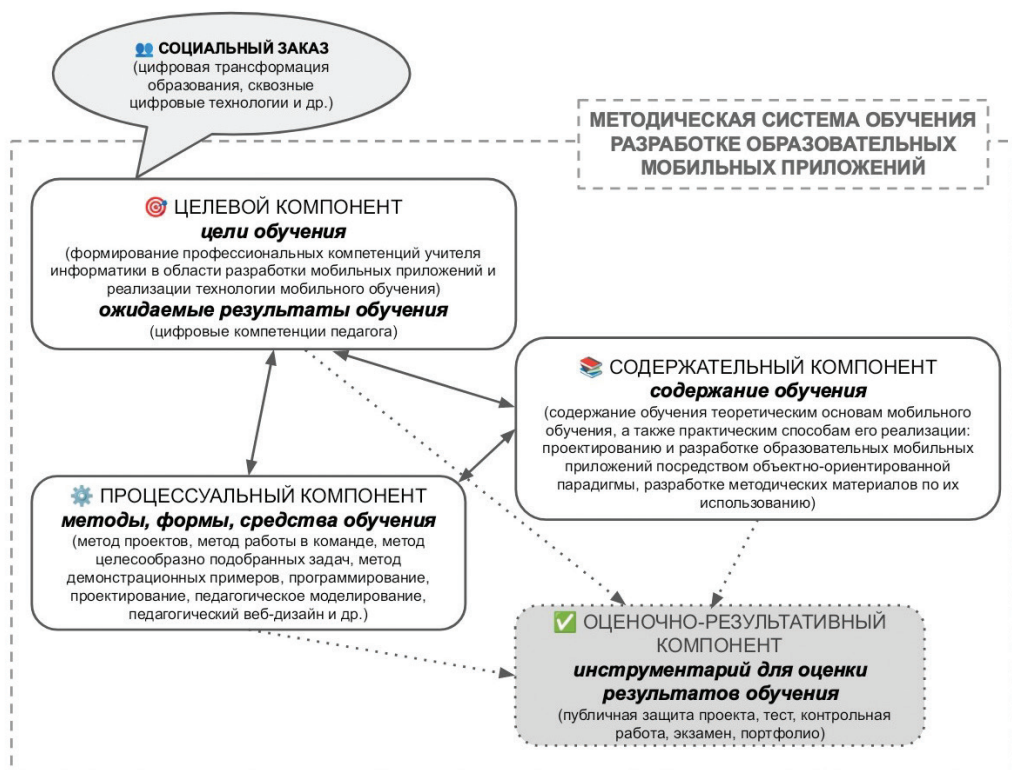 👥 СОЦИАЛЬНЫЙ ЗАКАЗ
(цифровая трансформация
образования, сквозные
цифровые технологии и др.)
МЕТОДИЧЕСКАЯ СИСТЕМА ОБУЧЕНИЯ
РАЗРАБОТКЕ ОБРАЗОВАТЕЛЬНЫХ
МОБИЛЬНЫХ ПРИЛОЖЕНИЙ
🎯 ЦЕЛЕВОЙ КОМПОНЕНТ
цели обучения
(формирование профессиональных компетенций учителя
информатики в области разработки мобильных приложений и
реализации технологии мобильного обучения)
ожидаемые результаты обучения
(цифровые компетенции педагога)
📚 СОДЕРЖАТЕЛЬНЫЙ КОМПОНЕНТ
содержание обучения
(содержание обучения теоретическим основам мобильного
обучения, а также практическим способам его реализации:
проектированию и разработке образовательных мобильных
приложений посредством объектно-ориентированной
парадигмы, разработке методических материалов по их
использованию)
⚙️ ПРОЦЕССУАЛЬНЫЙ КОМПОНЕНТ
методы, формы, средства обучения
(метод проектов, метод работы в команде, метод
целесообразно подобранных задач, метод
демонстрационных примеров, программирование,
проектирование, педагогическое моделирование,
педагогический веб-дизайн и др.)
✅ ОЦЕНОЧНО-РЕЗУЛЬТАТИВНЫЙ
КОМПОНЕНТ
инструментарий для оценки
результатов обучения
(публичная защита проекта, тест, контрольная
работа, экзамен, портфолио)